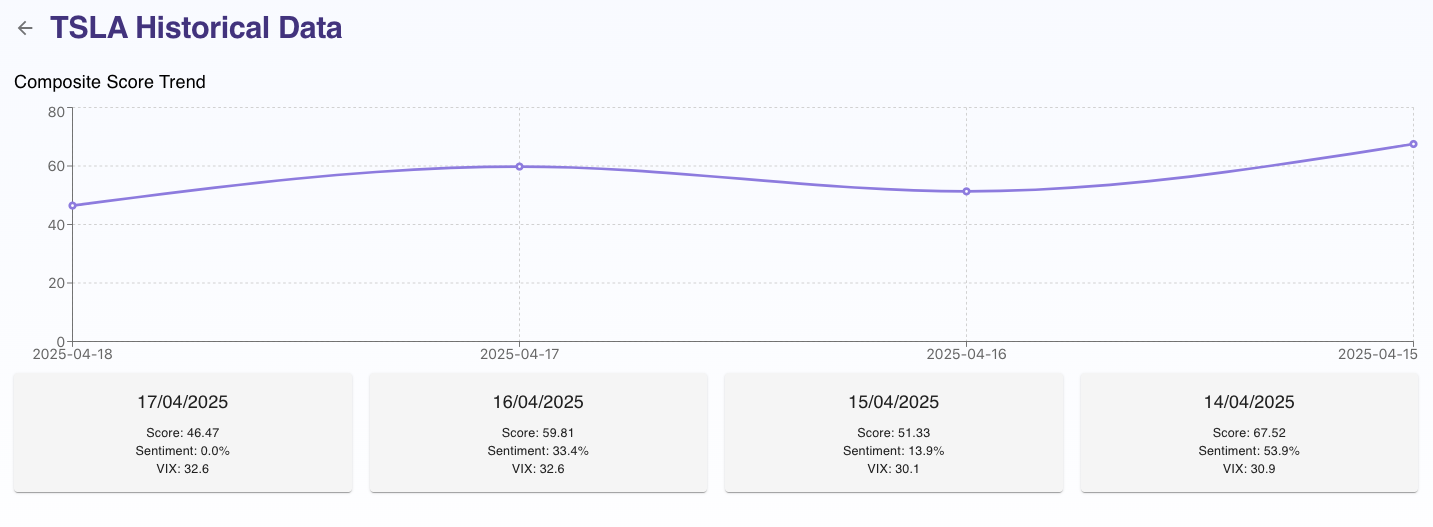 TSLA Historical Data
Composite Score Trend
80
60
40
20
0
2025-04-18
2025-04-17
2025-04-16
2025-04-15
17/04/2025
Score: 46.47
Sentiment: 0.0%
VIX: 32.6
16/04/2025
Score: 59.81
Sentiment: 33.4%
VIX: 32.6
15/04/2025
Score: 51.33
Sentiment: 13.9%
VIX: 30.1
14/04/2025
Score: 67.52
Sentiment: 53.9%
VIX: 30.9